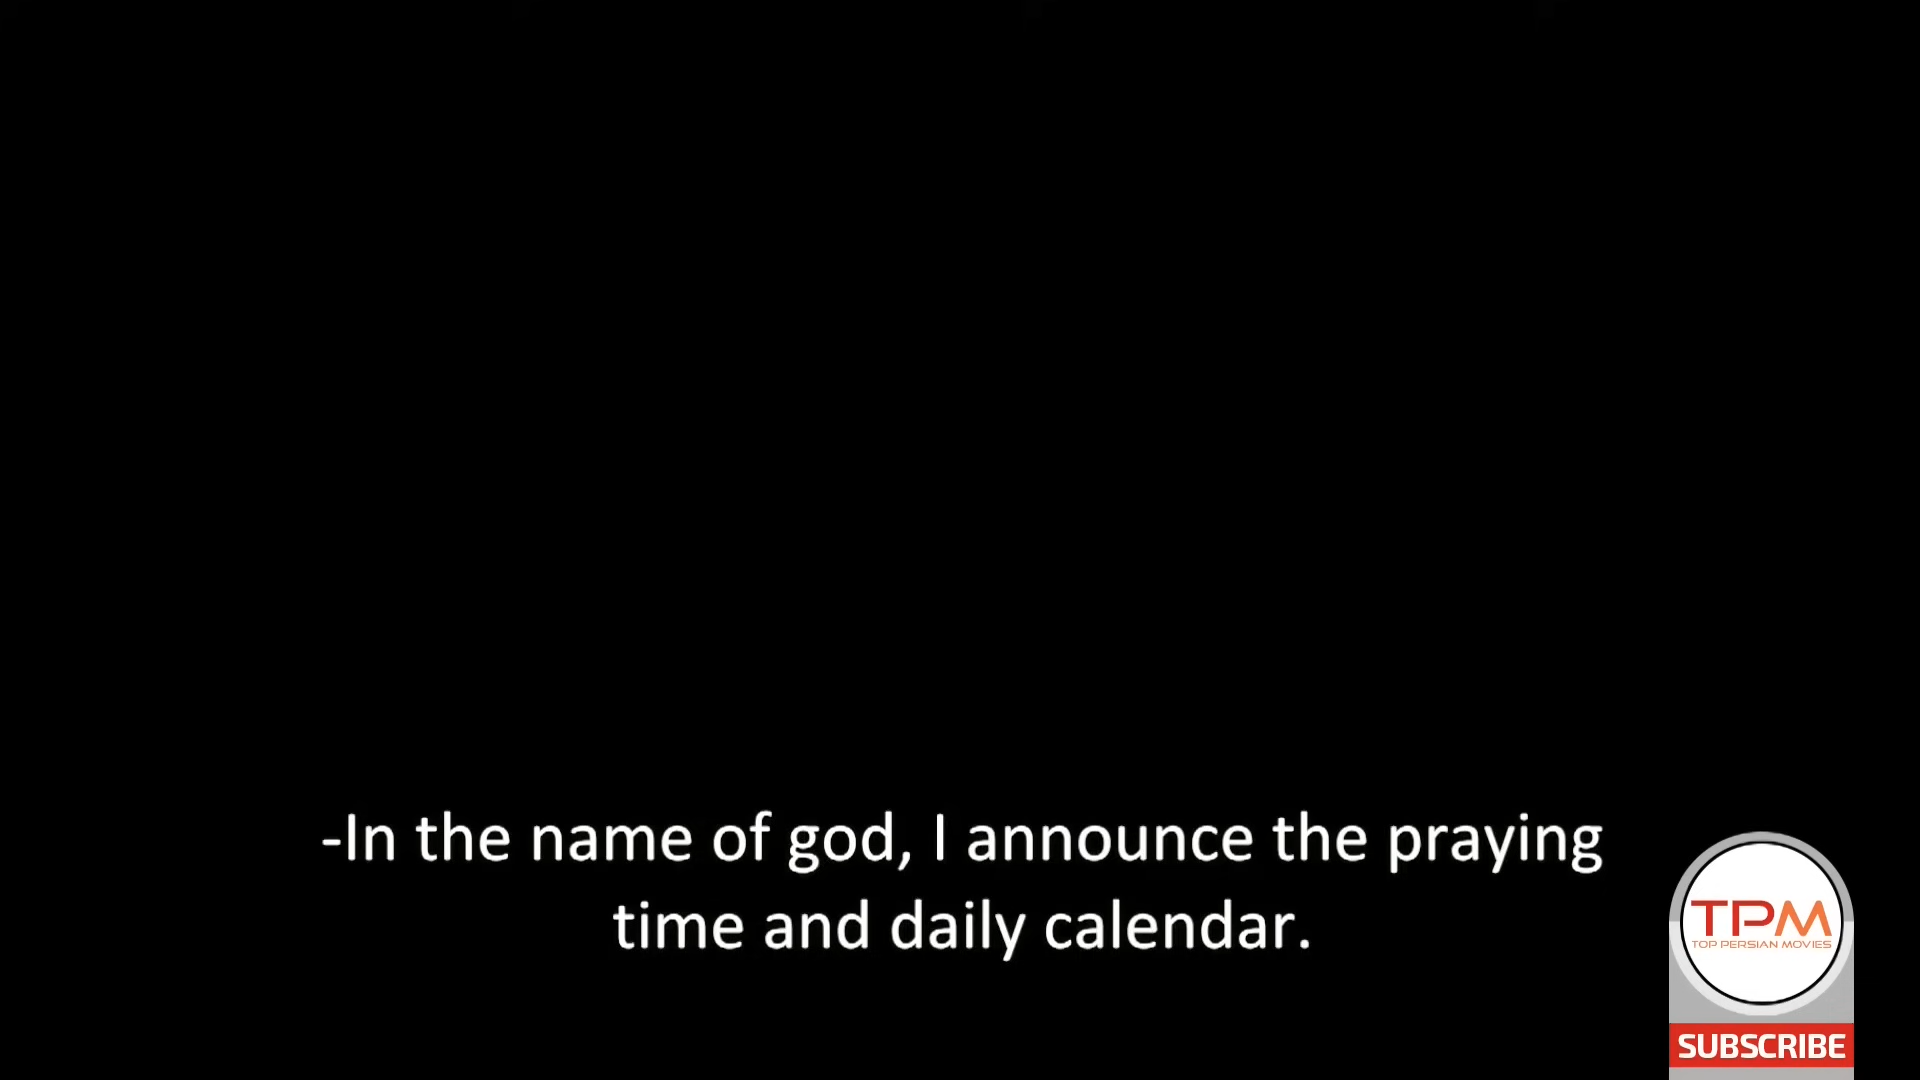 -In the name of god, I announce the praying
time and daily calendar.
TPM
TOP PERSIAN MOVIES
SUBSCRIBE